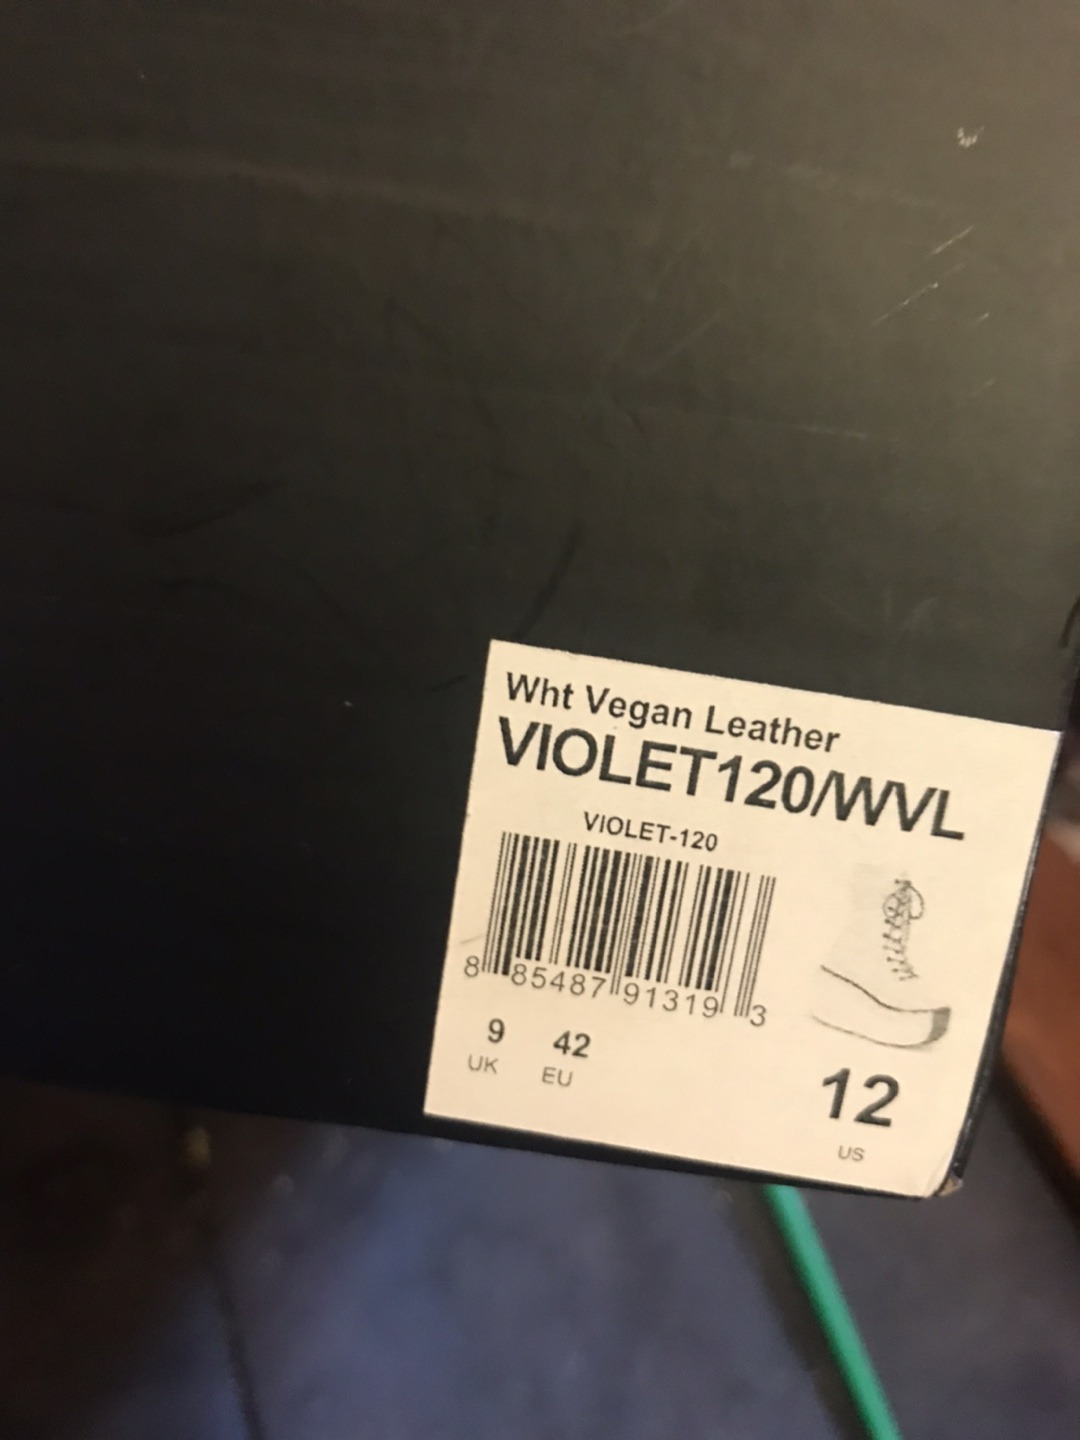 Wht Vegan Leather
VIOLET120/WVL
VIOLET-120
8 85487 91319 3
9 42
UK EU
12
US